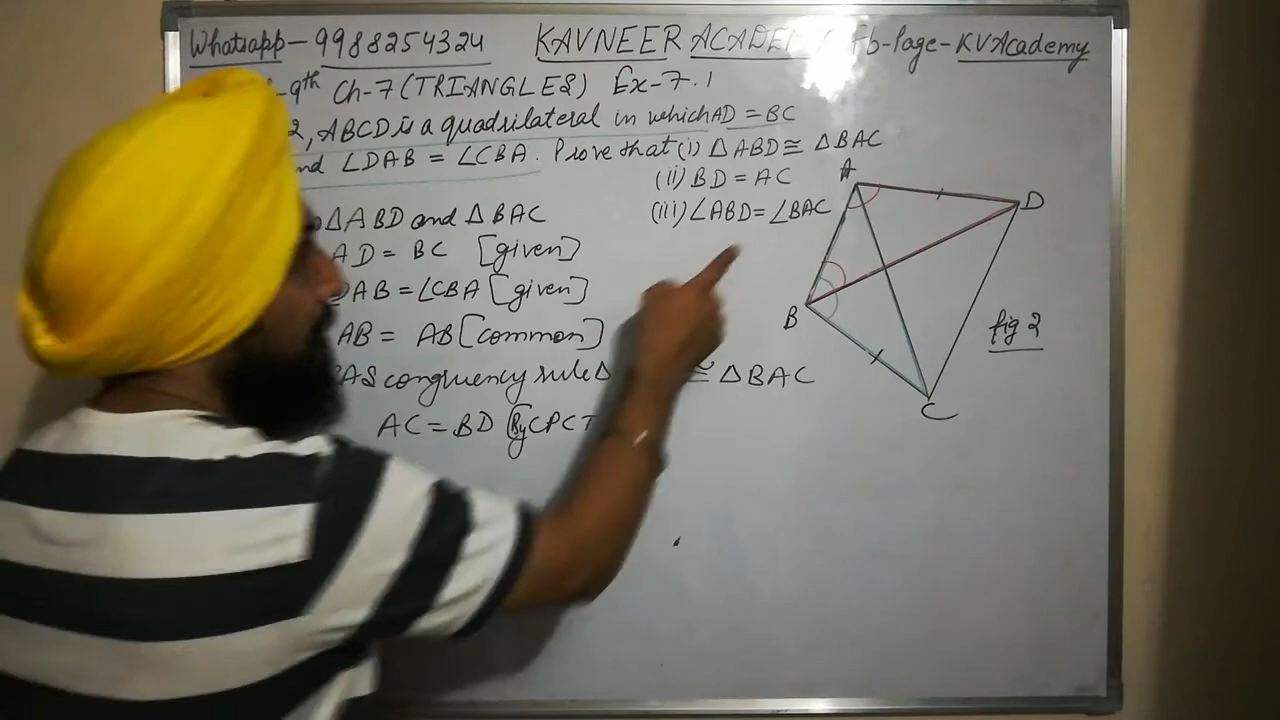 Whatsapp-9988254324 KAVNEER ACADEMY Fb-Page-KVAcademy
-9th Ch-7(TRIANGLES) Ex-7.1
2, ABCD is a quadrilateral in which AD = BC
nd ∠DAB = ∠CBA. Prove that (i) △ABD ≅ △BAC
(ii) BD = AC
(iii) ∠ABD = ∠BAC
△ABD and △BAC
AD = BC [given]
DAB = ∠CBA [given]
AB = AB [common]
AS congruency rule △ ≅ △BAC
AC = BD By CPCT
A
D
B
C
fig 2